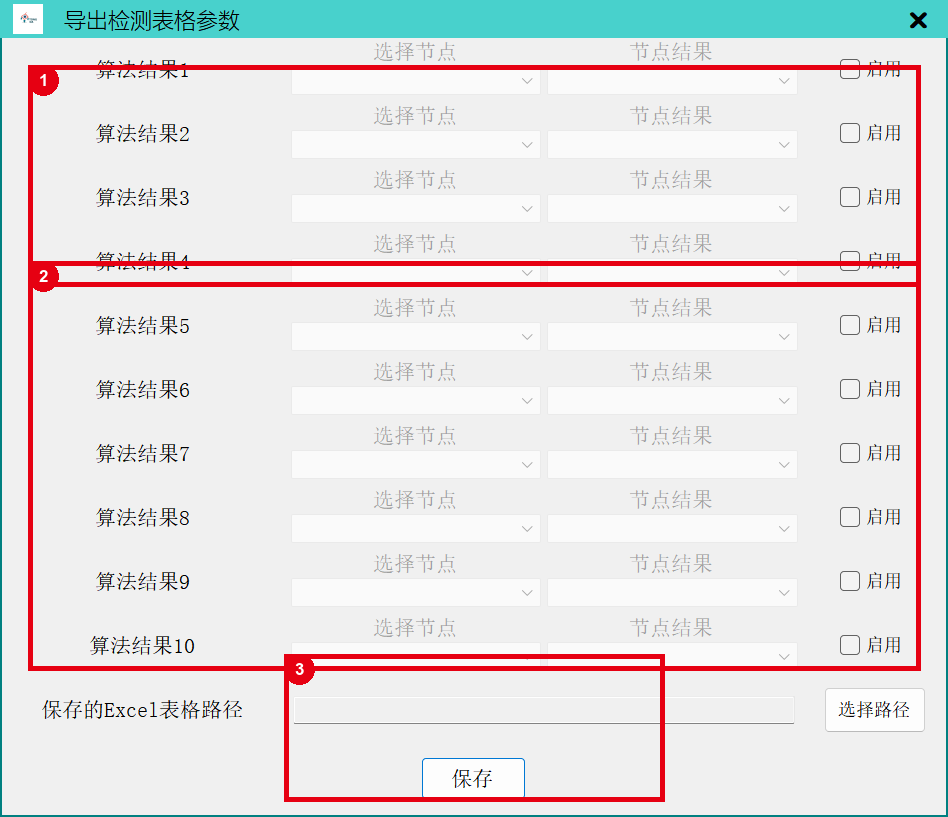 导出检测表格参数
选择节点 节点结果
算法结果1 启用
1
选择节点 节点结果
算法结果2 启用
选择节点 节点结果
算法结果3 启用
选择节点 节点结果
算法结果4 启用
2
选择节点 节点结果
算法结果5 启用
选择节点 节点结果
算法结果6 启用
选择节点 节点结果
算法结果7 启用
选择节点 节点结果
算法结果8 启用
选择节点 节点结果
算法结果9 启用
选择节点 节点结果
算法结果10 启用
3
保存的Excel表格路径 选择路径
保存